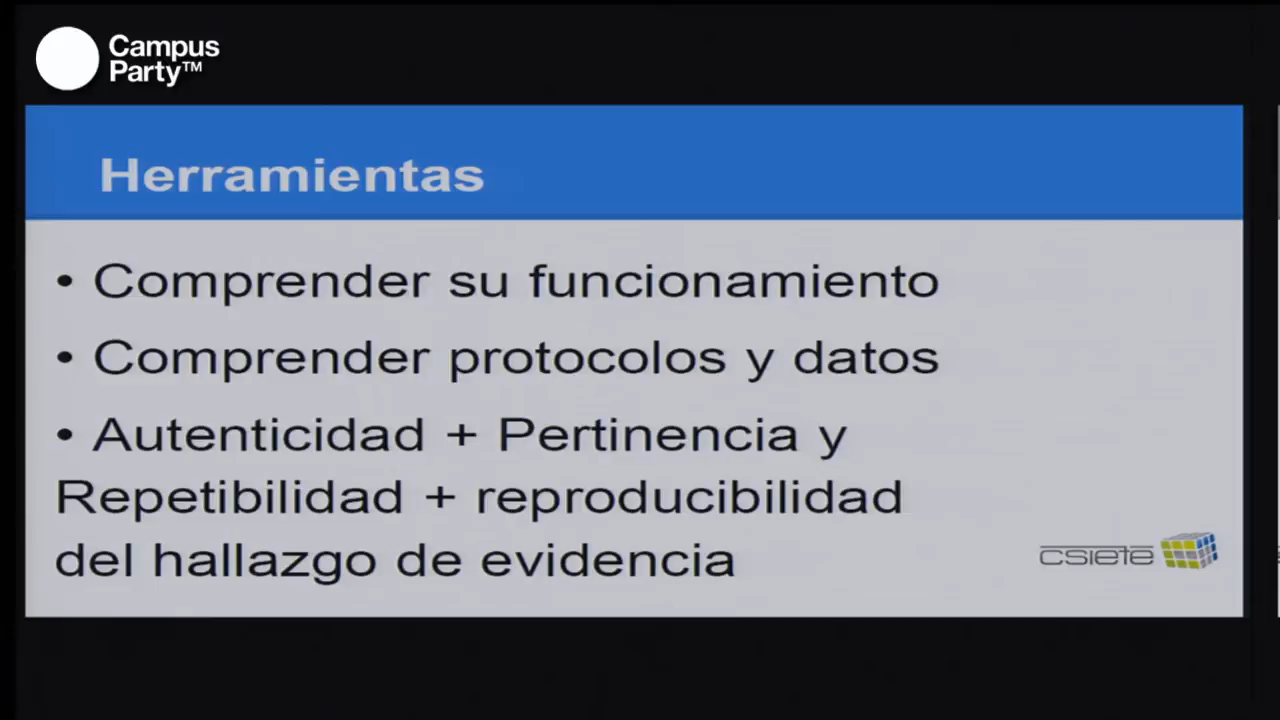 Campus
Party™
Herramientas
• Comprender su funcionamiento
• Comprender protocolos y datos
• Autenticidad + Pertinencia y
Repetibilidad + reproducibilidad
del hallazgo de evidencia
csiete